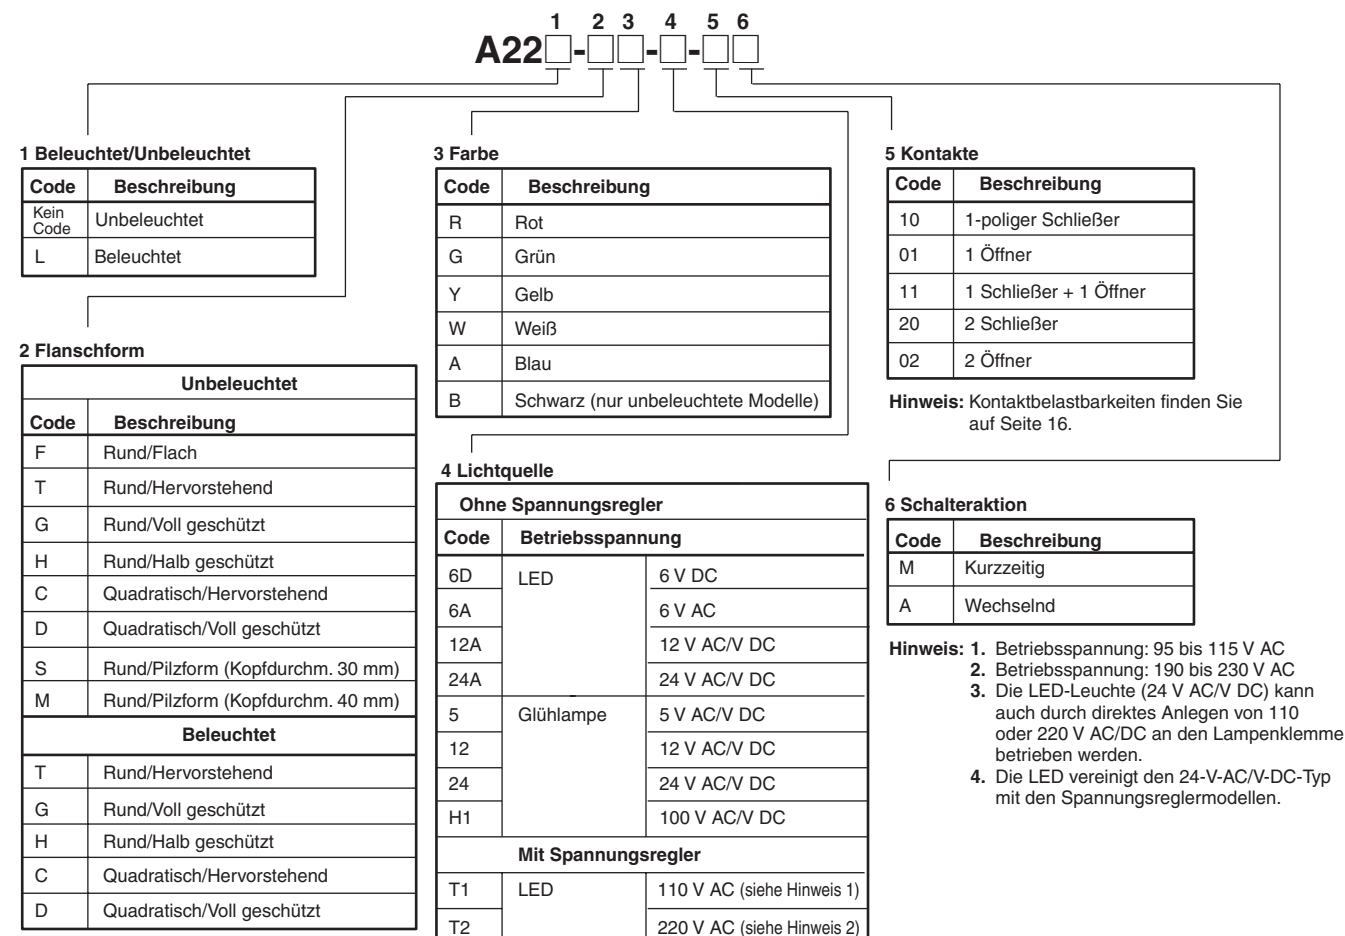 1 2 3 4 5 6
A22□-□□-□-□□
1 Beleuchtet/Unbeleuchtet
Code Beschreibung
Kein Code Unbeleuchtet
L Beleuchtet
2 Flanschform
Unbeleuchtet
Code Beschreibung
F Rund/Flach
T Rund/Hervorstehend
G Rund/Voll geschützt
H Rund/Halb geschützt
C Quadratisch/Hervorstehend
D Quadratisch/Voll geschützt
S Rund/Pilzform (Kopfdurchm. 30 mm)
M Rund/Pilzform (Kopfdurchm. 40 mm)
Beleuchtet
T Rund/Hervorstehend
G Rund/Voll geschützt
H Rund/Halb geschützt
C Quadratisch/Hervorstehend
D Quadratisch/Voll geschützt
3 Farbe
Code Beschreibung
R Rot
G Grün
Y Gelb
W Weiß
A Blau
B Schwarz (nur unbeleuchtete Modelle)
4 Lichtquelle
Ohne Spannungsregler
Code Betriebsspannung
6D LED 6 V DC
6A 6 V AC
12A 12 V AC/V DC
24A 24 V AC/V DC
5 Glühlampe 5 V AC/V DC
12 12 V AC/V DC
24 24 V AC/V DC
H1 100 V AC/V DC
Mit Spannungsregler
T1 LED 110 V AC (siehe Hinweis 1)
T2 220 V AC (siehe Hinweis 2)
5 Kontakte
Code Beschreibung
10 1-poliger Schließer
01 1 Öffner
11 1 Schließer + 1 Öffner
20 2 Schließer
02 2 Öffner
Hinweis: Kontaktbelastbarkeiten finden Sie
auf Seite 16.
6 Schalteraktion
Code Beschreibung
M Kurzzeitig
A Wechselnd
Hinweis: 1. Betriebsspannung: 95 bis 115 V AC
2. Betriebsspannung: 190 bis 230 V AC
3. Die LED-Leuchte (24 V AC/V DC) kann
auch durch direktes Anlegen von 110
oder 220 V AC/DC an den Lampenklemme
betrieben werden.
4. Die LED vereinigt den 24-V-AC/V-DC-Typ
mit den Spannungsreglermodellen.